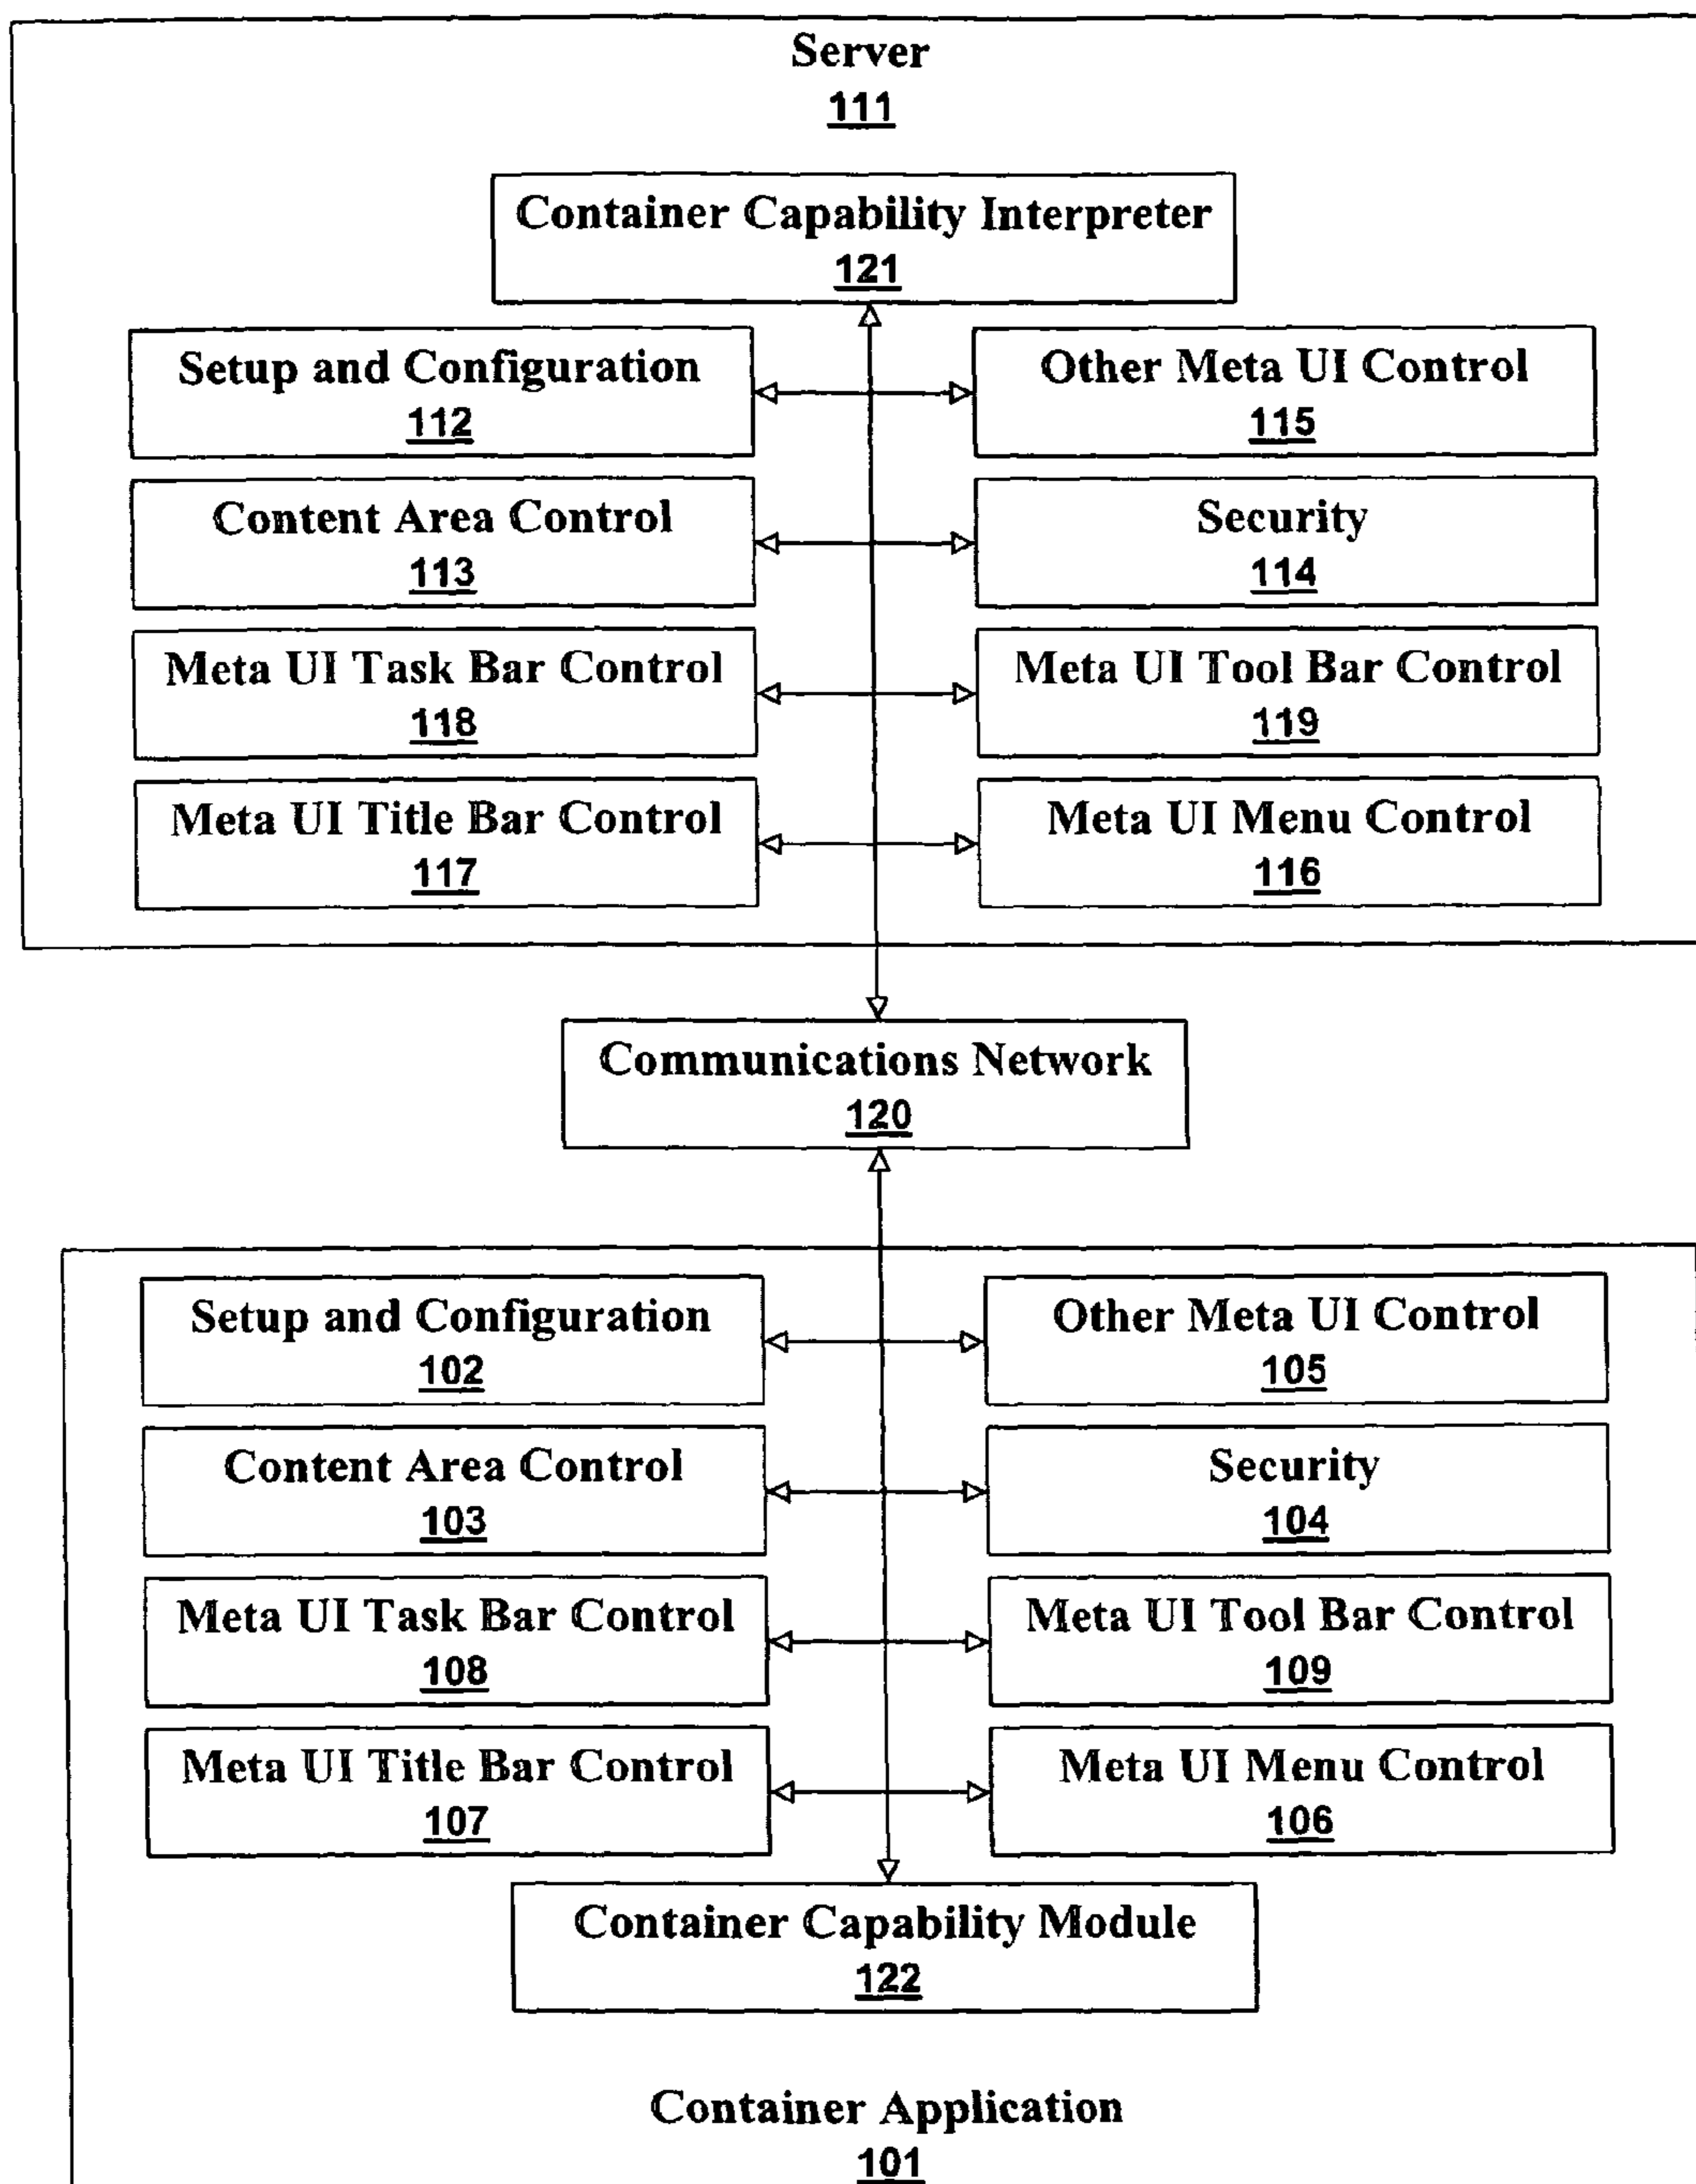 Server
111
Container Capability Interpreter
121
Setup and Configuration
112
Other Meta UI Control
115
Content Area Control
113
Security
114
Meta UI Task Bar Control
118
Meta UI Tool Bar Control
119
Meta UI Title Bar Control
117
Meta UI Menu Control
116
Communications Network
120
Setup and Configuration
102
Other Meta UI Control
105
Content Area Control
103
Security
104
Meta UI Task Bar Control
108
Meta UI Tool Bar Control
109
Meta UI Title Bar Control
107
Meta UI Menu Control
106
Container Capability Module
122
Container Application
101